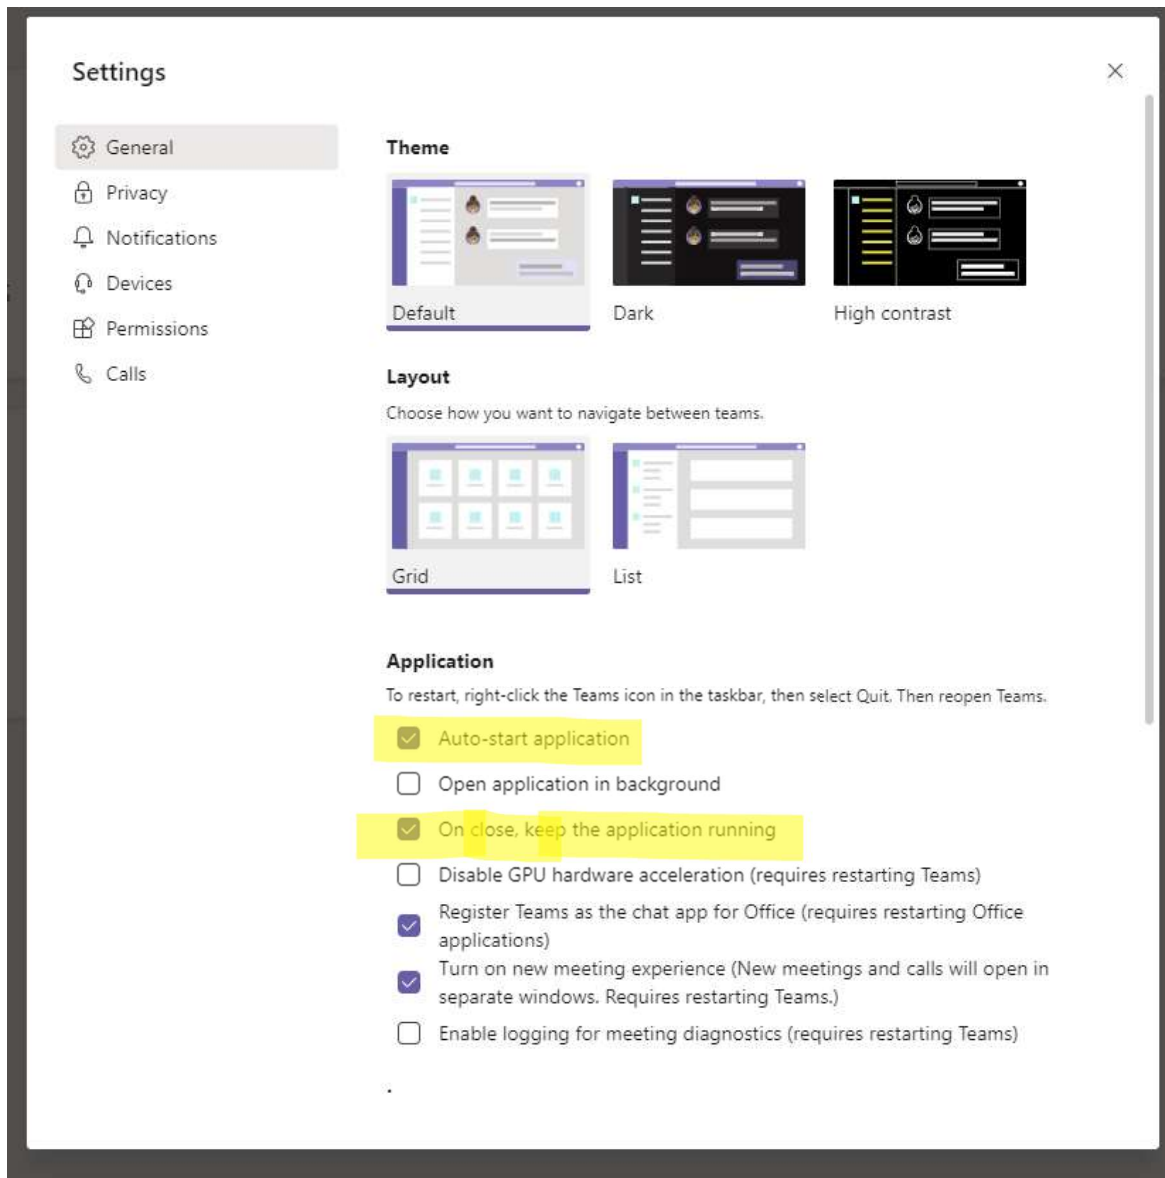 Settings
General
Privacy
Notifications
Devices
Permissions
Calls
Theme
Default
Dark
High contrast
Layout
Choose how you want to navigate between teams.
Grid
List
Application
To restart, right-click the Teams icon in the taskbar, then select Quit. Then reopen Teams.
Auto-start application
Open application in background
On close, keep the application running
Disable GPU hardware acceleration (requires restarting Teams)
Register Teams as the chat app for Office (requires restarting Office
applications)
Turn on new meeting experience (New meetings and calls will open in
separate windows. Requires restarting Teams.)
Enable logging for meeting diagnostics (requires restarting Teams)
.